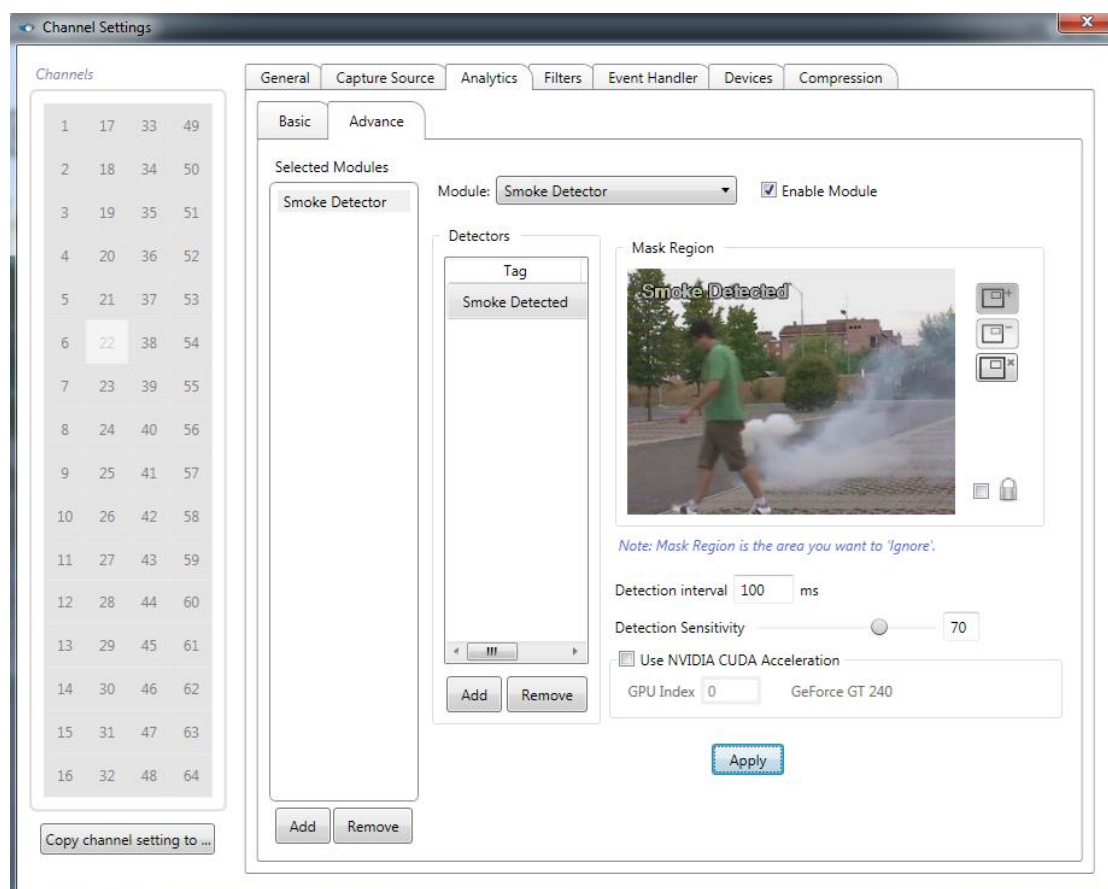 Channel Settings
x
Channels
1 17 33 49
2 18 34 50
3 19 35 51
4 20 36 52
5 21 37 53
6 22 38 54
7 23 39 55
8 24 40 56
9 25 41 57
10 26 42 58
11 27 43 59
12 28 44 60
13 29 45 61
14 30 46 62
15 31 47 63
16 32 48 64
Copy channel setting to ...
General Capture Source Analytics Filters Event Handler Devices Compression
Basic Advance
Selected Modules
Smoke Detector
Add Remove
Module: Smoke Detector Enable Module
Detectors
Tag
Smoke Detected
Add Remove
Mask Region
Smoke Detected
Note: Mask Region is the area you want to 'Ignore'.
Detection interval 100 ms
Detection Sensitivity 70
Use NVIDIA CUDA Acceleration
GPU Index 0 GeForce GT 240
Apply